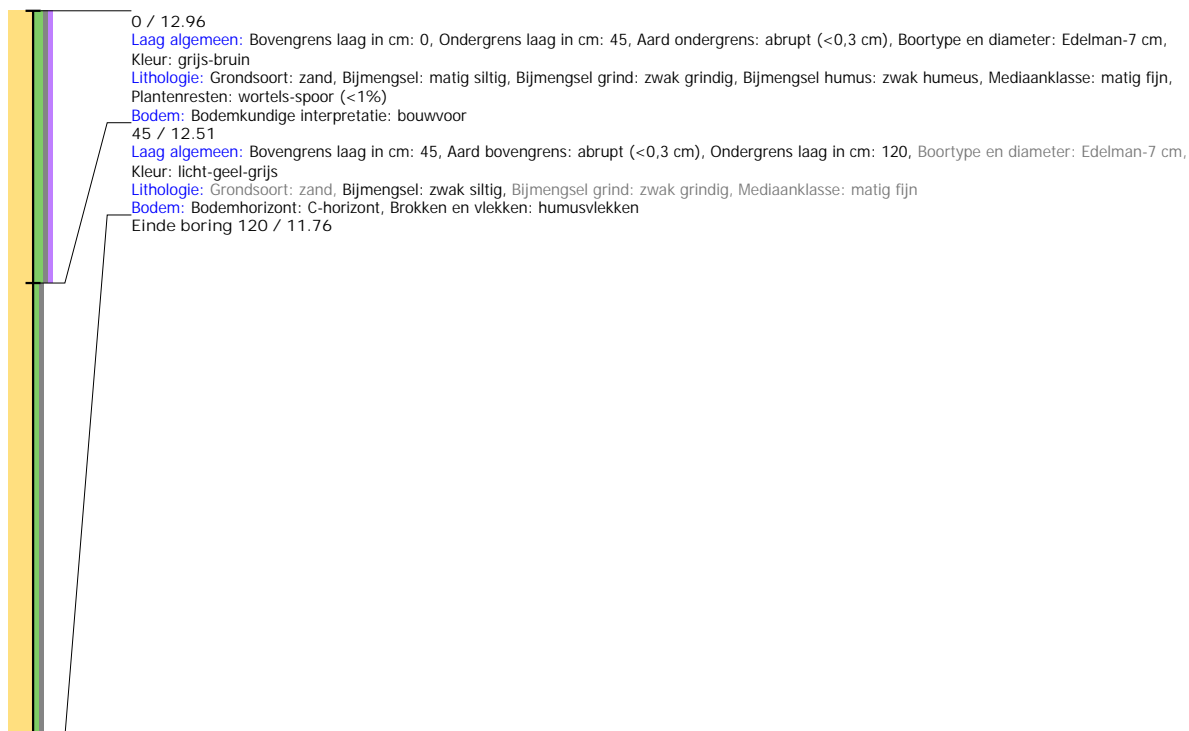 0 / 12.96
Laag algemeen: Bovengrens laag in cm: 0, Ondergrens laag in cm: 45, Aard ondergrens: abrupt (<0,3 cm), Boortype en diameter: Edelman-7 cm,
Kleur: grijs-bruin
Lithologie: Grondsoort: zand, Bijmengsel: matig siltig, Bijmengsel grind: zwak grindig, Bijmengsel humus: zwak humeus, Mediaanklasse: matig fijn,
Plantenresten: wortels-spoor (<1%)
Bodem: Bodemkundige interpretatie: bouwvoor
45 / 12.51
Laag algemeen: Bovengrens laag in cm: 45, Aard bovengrens: abrupt (<0,3 cm), Ondergrens laag in cm: 120, Boortype en diameter: Edelman-7 cm,
Kleur: licht-geel-grijs
Lithologie: Grondsoort: zand, Bijmengsel: zwak siltig, Bijmengsel grind: zwak grindig, Mediaanklasse: matig fijn
Bodem: Bodemhorizont: C-horizont, Brokken en vlekken: humusvlekken
Einde boring 120 / 11.76